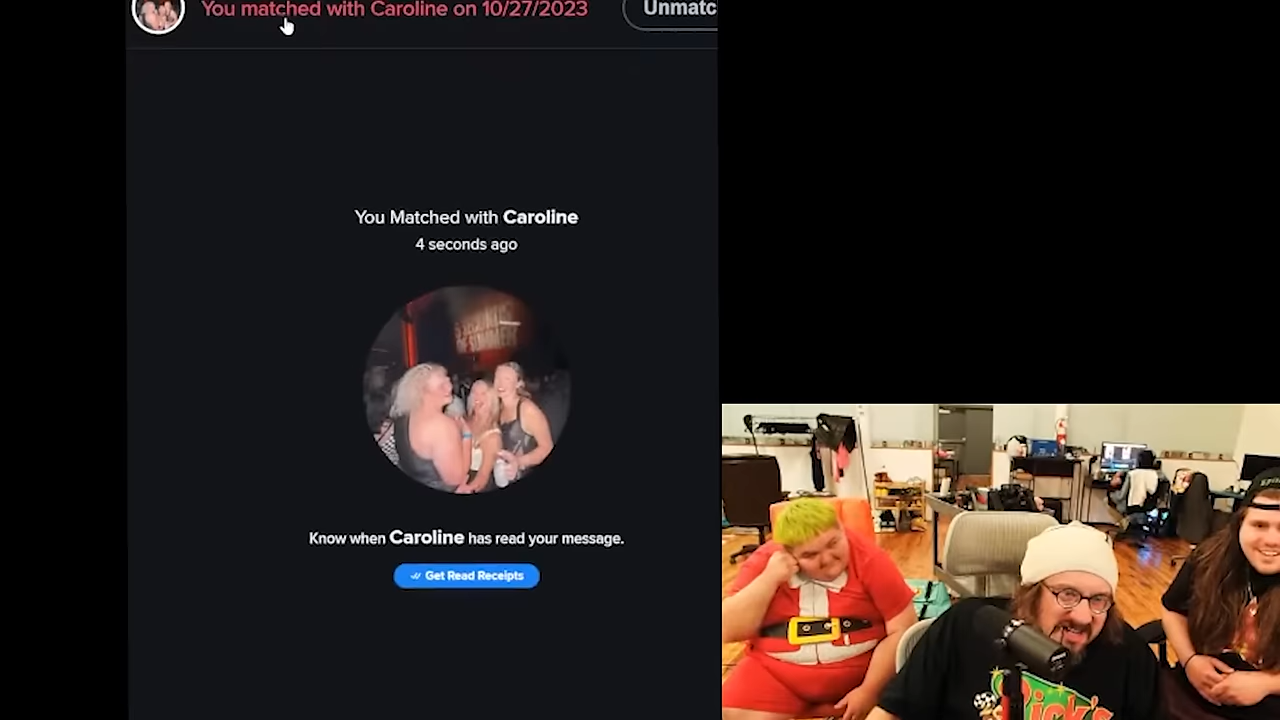 You matched with Caroline on 10/27/2023
Unmatc
You Matched with Caroline
4 seconds ago
Know when Caroline has read your message.
Get Read Receipts
Rick's